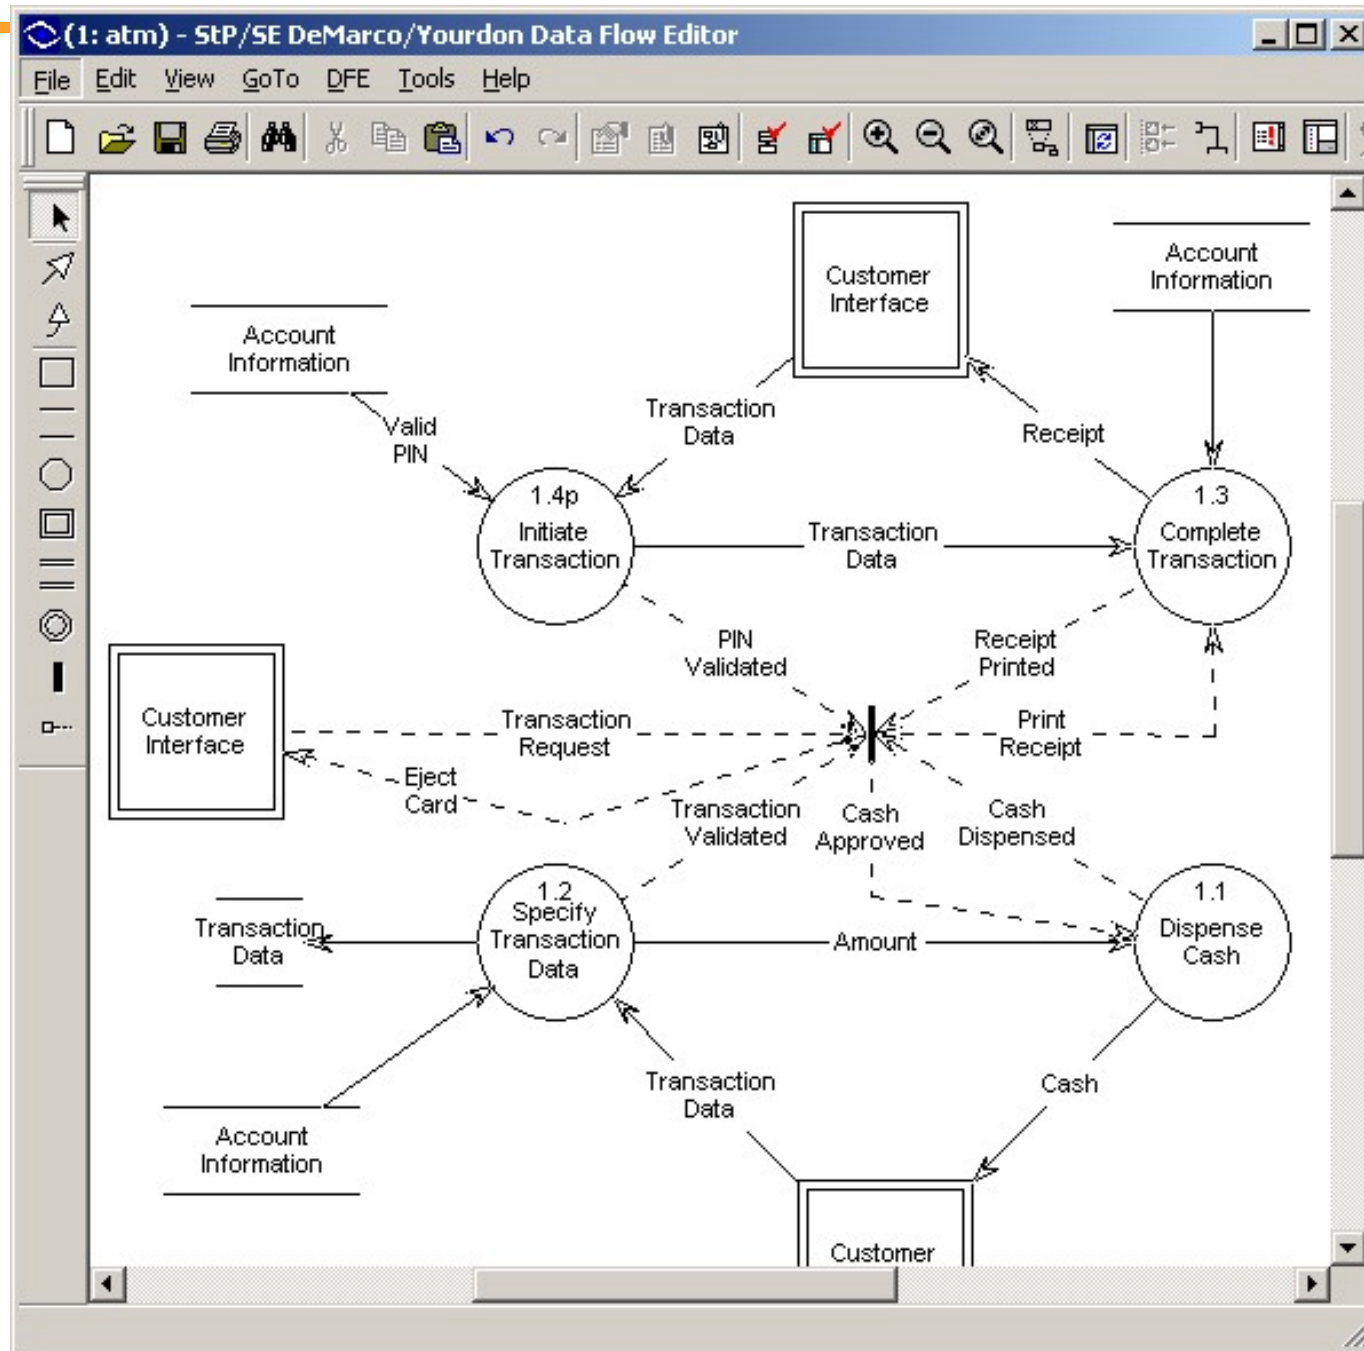 (1: atm) - StP/SE DeMarco/Yourdon Data Flow Editor
File Edit View GoTo DFE Tools Help
Customer
Interface
Account
Information
Account
Information
Valid
PIN
Transaction
Data
Receipt
1.4p
Initiate
Transaction
Transaction
Data
1.3
Complete
Transaction
PIN
Validated
Receipt
Printed
Customer
Interface
Transaction
Request
Print
Receipt
Eject
Card
Transaction
Validated
Cash
Approved
Cash
Dispensed
Transaction
Data
1.2
Specify
Transaction
Data
Amount
1.1
Dispense
Cash
Transaction
Data
Cash
Account
Information
Customer